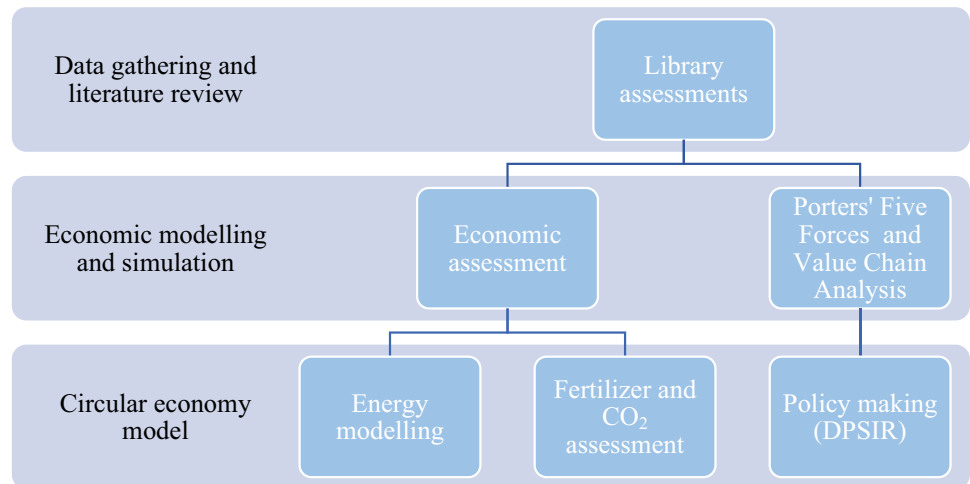 Data gathering and
literature review
Library
assessments
Economic modelling
and simulation
Economic
assessment
Porters' Five
Forces and
Value Chain
Analysis
Circular economy
model
Energy
modelling
Fertilizer and
CO₂
assessment
Policy making
(DPSIR)